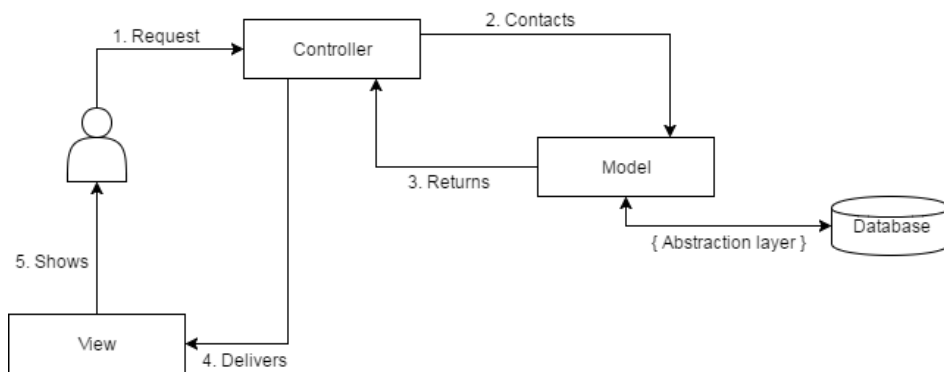 1. Request
Controller
2. Contacts
Model
3. Returns
Database
{ Abstraction layer }
5. Shows
View
4. Delivers